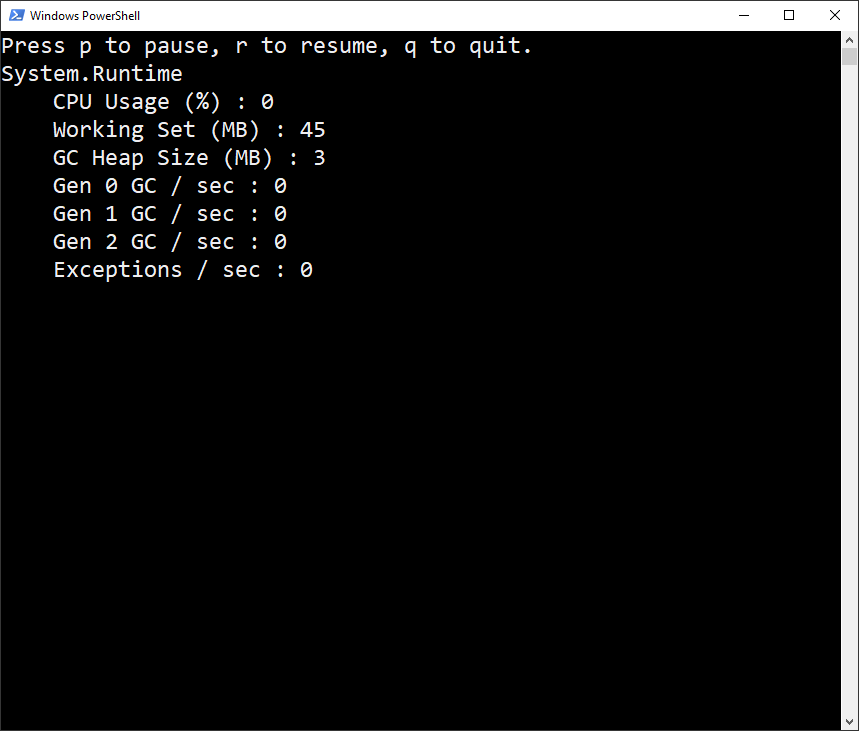 Windows PowerShell
Press p to pause, r to resume, q to quit.
System.Runtime
CPU Usage (%) : 0
Working Set (MB) : 45
GC Heap Size (MB) : 3
Gen 0 GC / sec : 0
Gen 1 GC / sec : 0
Gen 2 GC / sec : 0
Exceptions / sec : 0